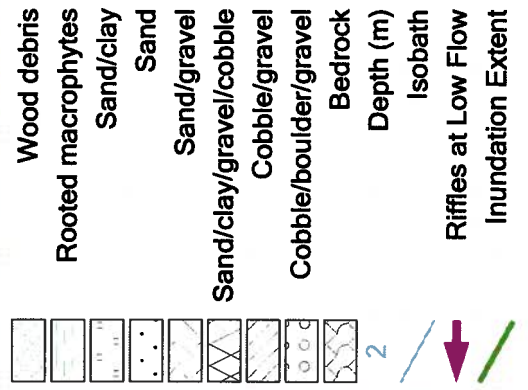 Wood debris
Rooted macrophytes
Sand/clay
Sand
Sand/gravel
Sand/clay/gravel/cobble
Cobble/gravel
Cobble/boulder/gravel
Bedrock
2 Depth (m)
Isobath
Riffles at Low Flow
Inundation Extent